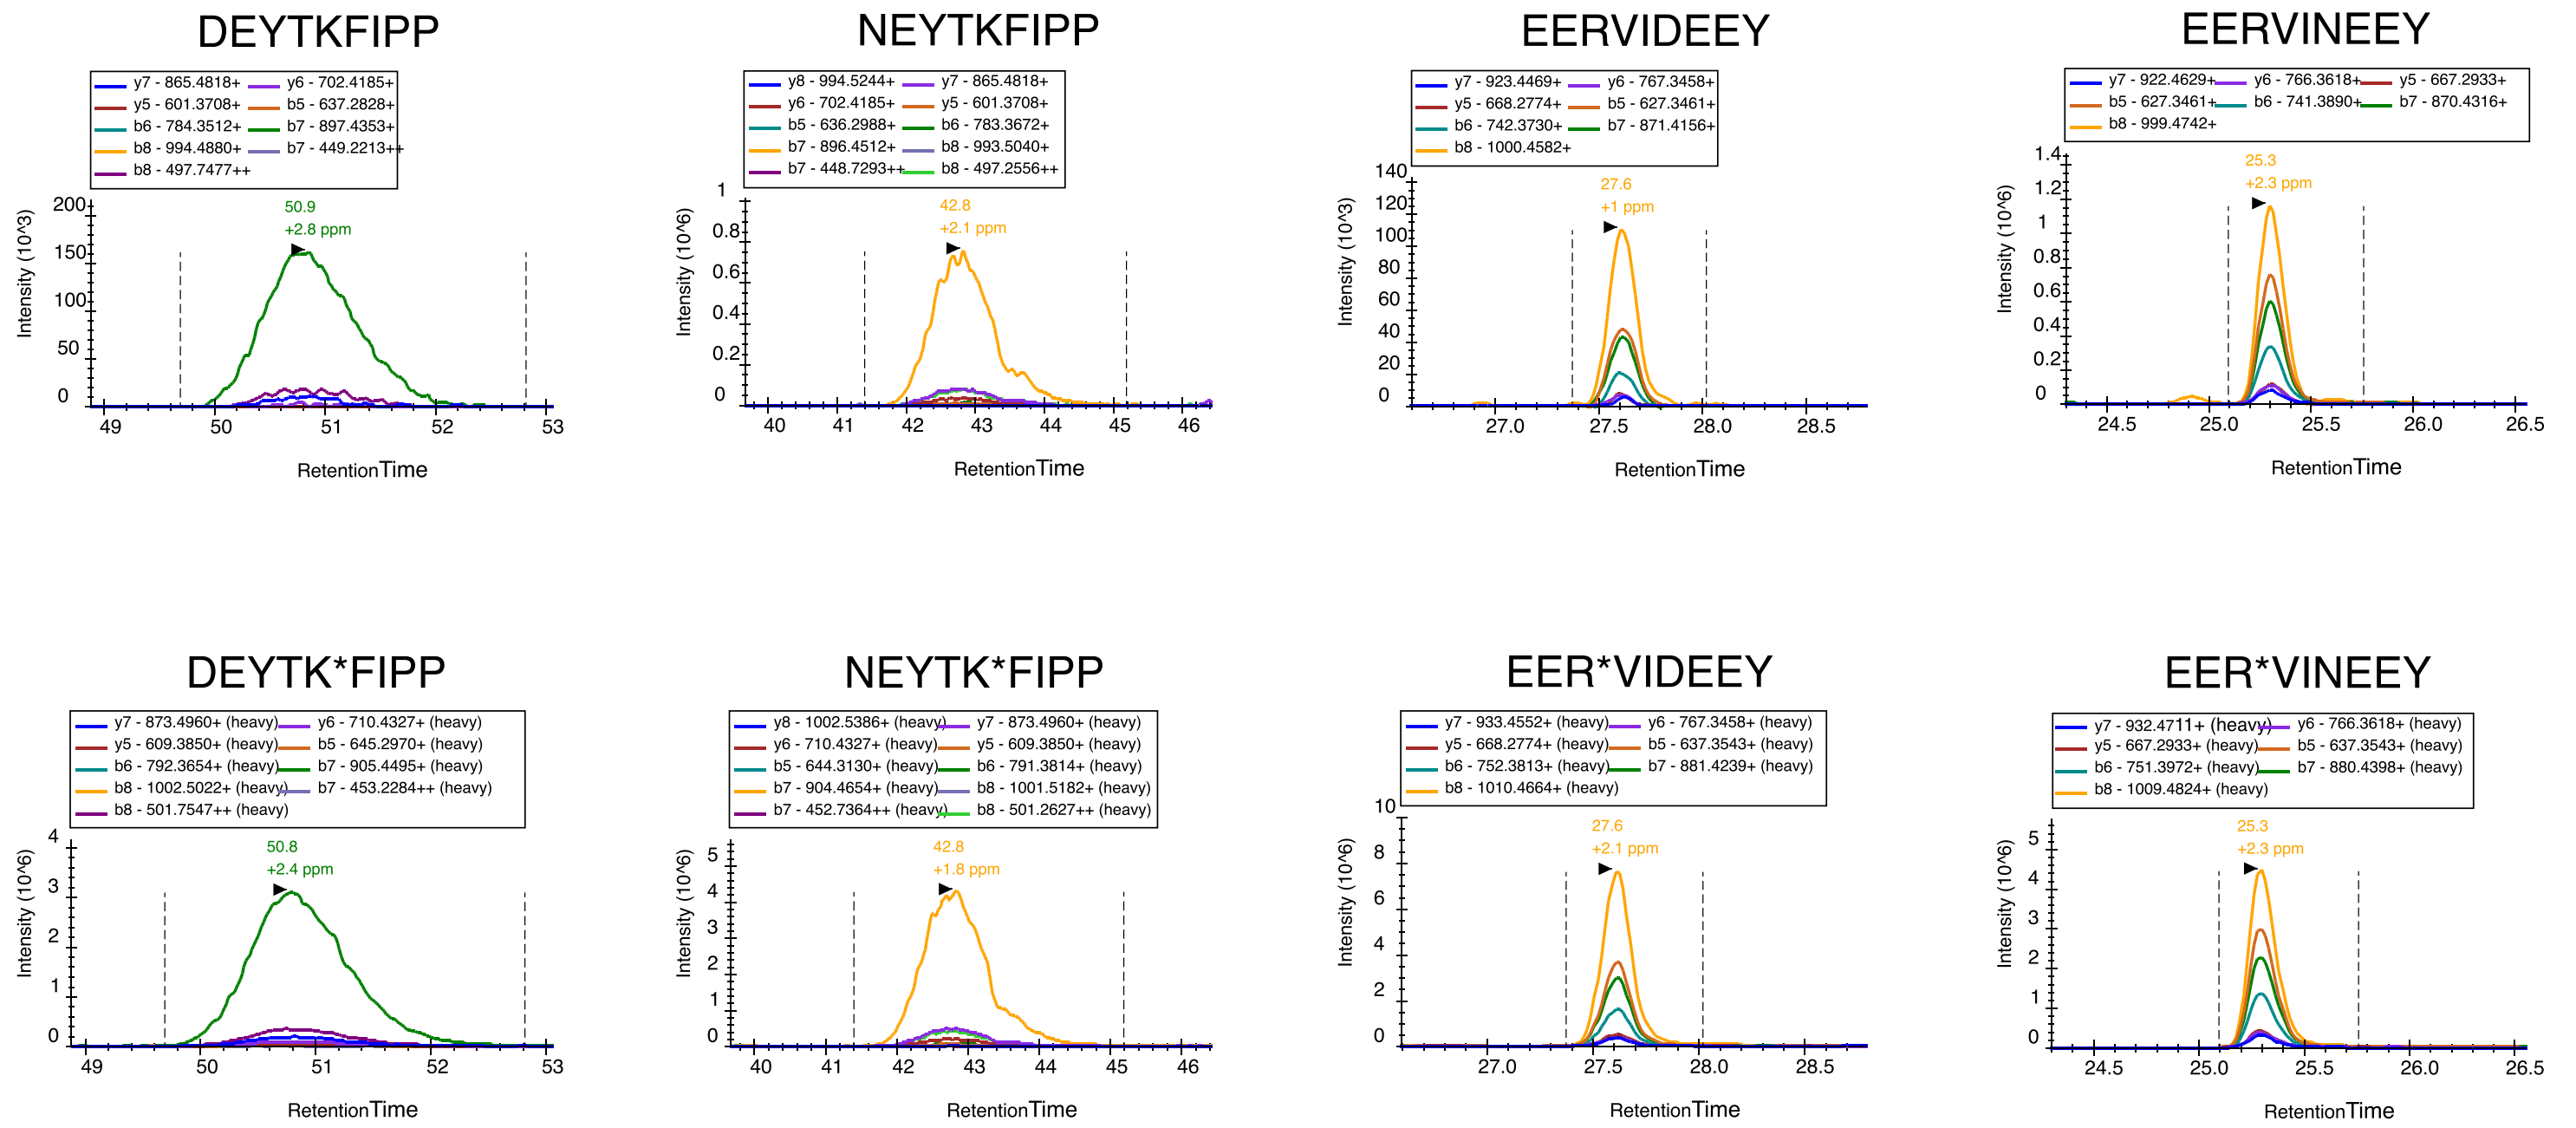 DEYTKFIPP
y7 - 865.4818+ y6 - 702.4185+
y5 - 601.3708+ b5 - 637.2828+
b6 - 784.3512+ b7 - 897.4353+
b8 - 994.4880+ b7 - 449.2213++
b8 - 497.7477++
Intensity (10^3)
200
150
100
50
0
50.9
+2.8 ppm
49 50 51 52 53
RetentionTime
NEYTKFIPP
y8 - 994.5244+ y7 - 865.4818+
y6 - 702.4185+ y5 - 601.3708+
b5 - 636.2988+ b6 - 783.3672+
b7 - 896.4512+ b8 - 993.5040+
b7 - 448.7293++ b8 - 497.2556++
Intensity (10^6)
1
0.8
0.6
0.4
0.2
0
42.8
+2.1 ppm
40 41 42 43 44 45 46
RetentionTime
EERVIDEEY
y7 - 923.4469+ y6 - 767.3458+
y5 - 668.2774+ b5 - 627.3461+
b6 - 742.3730+ b7 - 871.4156+
b8 - 1000.4582+
Intensity (10^3)
140
120
100
80
60
40
20
0
27.6
+1 ppm
27.0 27.5 28.0 28.5
RetentionTime
EERVINEEY
y7 - 922.4629+ y6 - 766.3618+ y5 - 667.2933+
b5 - 627.3461+ b6 - 741.3890+ b7 - 870.4316+
b8 - 999.4742+
Intensity (10^6)
1.4
1.2
1
0.8
0.6
0.4
0.2
0
25.3
+2.3 ppm
24.5 25.0 25.5 26.0 26.5
RetentionTime
DEYTK*FIPP
y7 - 873.4960+ (heavy) y6 - 710.4327+ (heavy)
y5 - 609.3850+ (heavy) b5 - 645.2970+ (heavy)
b6 - 792.3654+ (heavy) b7 - 905.4495+ (heavy)
b8 - 1002.5022+ (heavy) b7 - 453.2284++ (heavy)
b8 - 501.7547++ (heavy)
Intensity (10^6)
4
3
2
1
0
50.8
+2.4 ppm
49 50 51 52 53
RetentionTime
NEYTK*FIPP
y8 - 1002.5386+ (heavy) y7 - 873.4960+ (heavy)
y6 - 710.4327+ (heavy) y5 - 609.3850+ (heavy)
b5 - 644.3130+ (heavy) b6 - 791.3814+ (heavy)
b7 - 904.4654+ (heavy) b8 - 1001.5182+ (heavy)
b7 - 452.7364++ (heavy) b8 - 501.2627++ (heavy)
Intensity (10^6)
5
4
3
2
1
0
42.8
+1.8 ppm
40 41 42 43 44 45 46
RetentionTime
EER*VIDEEY
y7 - 933.4552+ (heavy) y6 - 767.3458+ (heavy)
y5 - 668.2774+ (heavy) b5 - 637.3543+ (heavy)
b6 - 752.3813+ (heavy) b7 - 881.4239+ (heavy)
b8 - 1010.4664+ (heavy)
Intensity (10^6)
10
8
6
4
2
0
27.6
+2.1 ppm
27.0 27.5 28.0 28.5
RetentionTime
EER*VINEEY
y7 - 932.4711+ (heavy) y6 - 766.3618+ (heavy)
y5 - 667.2933+ (heavy) b5 - 637.3543+ (heavy)
b6 - 751.3972+ (heavy) b7 - 880.4398+ (heavy)
b8 - 1009.4824+ (heavy)
Intensity (10^6)
5
4
3
2
1
0
25.3
+2.3 ppm
24.5 25.0 25.5 26.0 26.5
RetentionTime